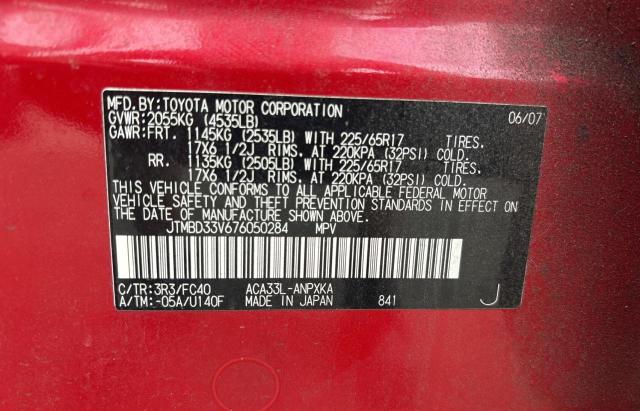 MFD. BY: TOYOTA MOTOR CORPORATION 06/07
GVWR: 2055KG (4535LB)
GAWR: FRT. 1145KG (2535LB) WITH 225/65R17 TIRES.
17X6 1/2J RIMS. AT 220KPA (32PSI) COLD.
RR. 1135KG (2505LB) WITH 225/65R17 TIRES.
17X6 1/2J RIMS. AT 220KPA (32PSI) COLD.
THIS VEHICLE CONFORMS TO ALL APPLICABLE FEDERAL MOTOR
VEHICLE SAFETY AND THEFT PREVENTION STANDARDS IN EFFECT ON
THE DATE OF MANUFACTURE SHOWN ABOVE.
JTMBD33V676050284 MPV
C/TR: 3R3/FC40 ACA33L-ANPXKA
A/TM: -05A/U140F MADE IN JAPAN 841 J